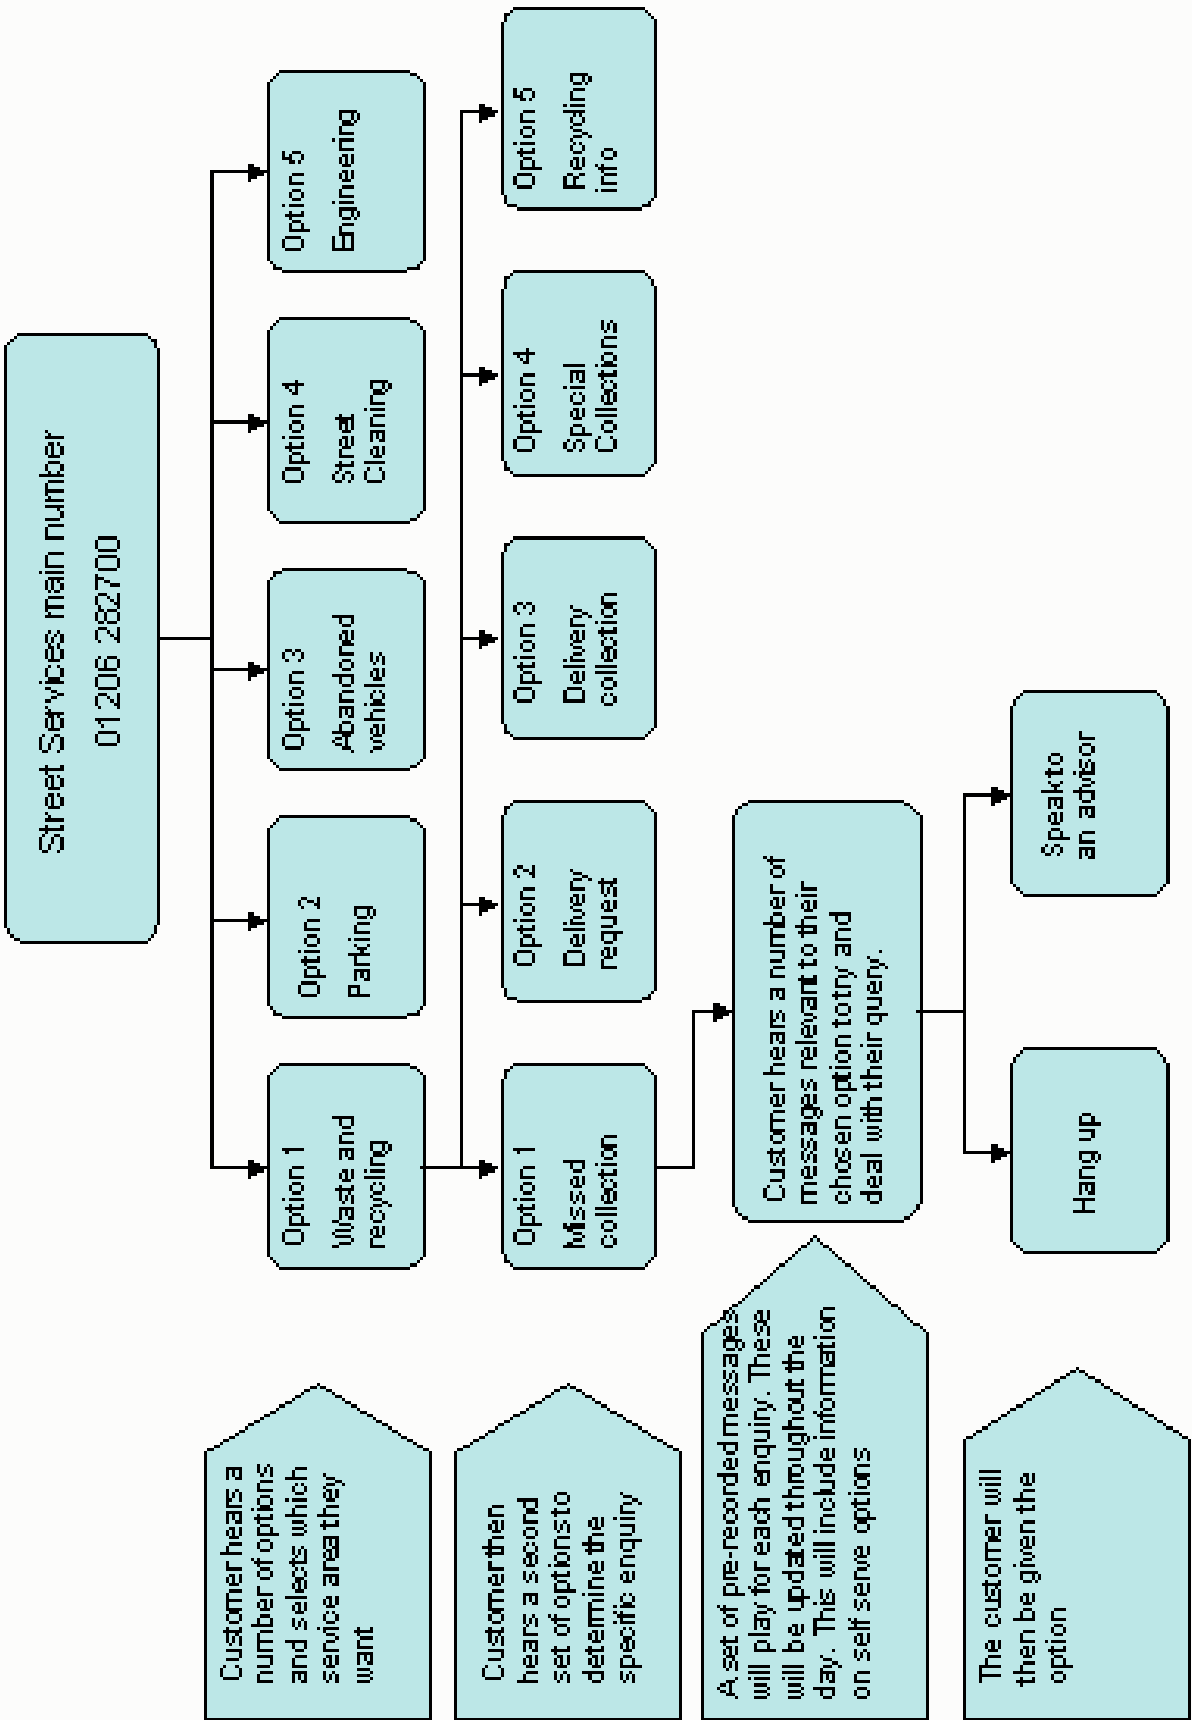 Street Services main number
01206 282700
Customer hears a
number of options
and selects which
service area they
want
Option 1
Waste and
recycling
Option 2
Parking
Option 3
Abandoned
vehicles
Option 4
Street
Cleaning
Option 5
Engineering
Customer then
hears a second
set of options to
determine the
specific enquiry
Option 1
Missed
collection
Option 2
Delivery
request
Option 3
Delivery
collection
Option 4
Special
Collections
Option 5
Recycling
info
A set of pre-recorded messages
will play for each enquiry. These
will be updated throughout the
day. This will include information
on self serve options
Customer hears a number of
messages relevant to their
chosen option to try and
deal with their query.
The customer will
then be given the
option
Hang up
Speak to
an advisor